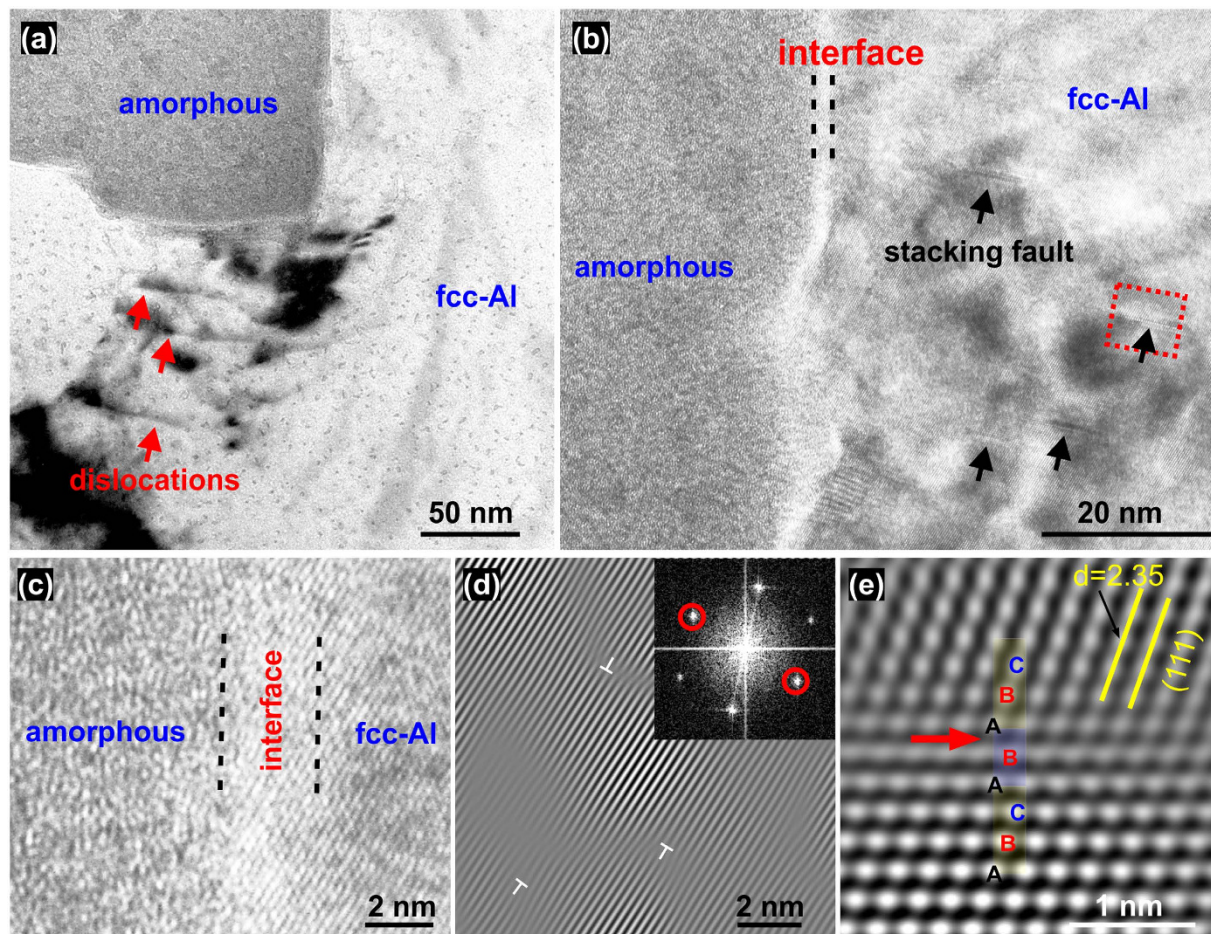 (a)
amorphous
fcc-Al
dislocations
50 nm
(b)
interface
fcc-Al
stacking fault
amorphous
20 nm
(c)
amorphous
interface
fcc-Al
2 nm
(d)
2 nm
(e)
d=2.35
(111)
C
B
A
B
A
C
B
A
1 nm